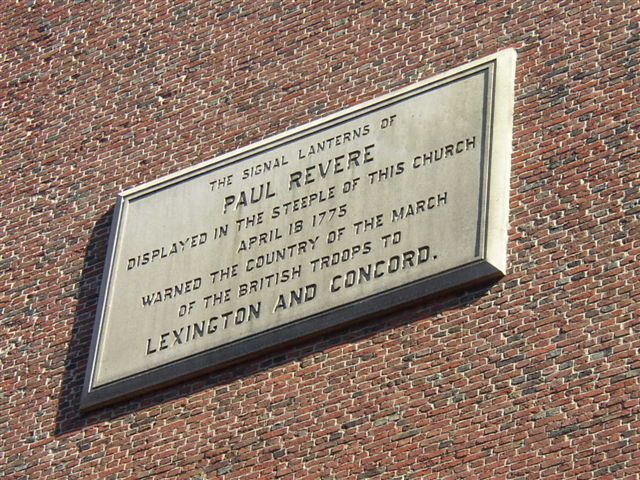 THE SIGNAL LANTERNS OF
PAUL REVERE
DISPLAYED IN THE STEEPLE OF THIS CHURCH
APRIL 18 1775
WARNED THE COUNTRY OF THE MARCH
OF THE BRITISH TROOPS TO
LEXINGTON AND CONCORD.